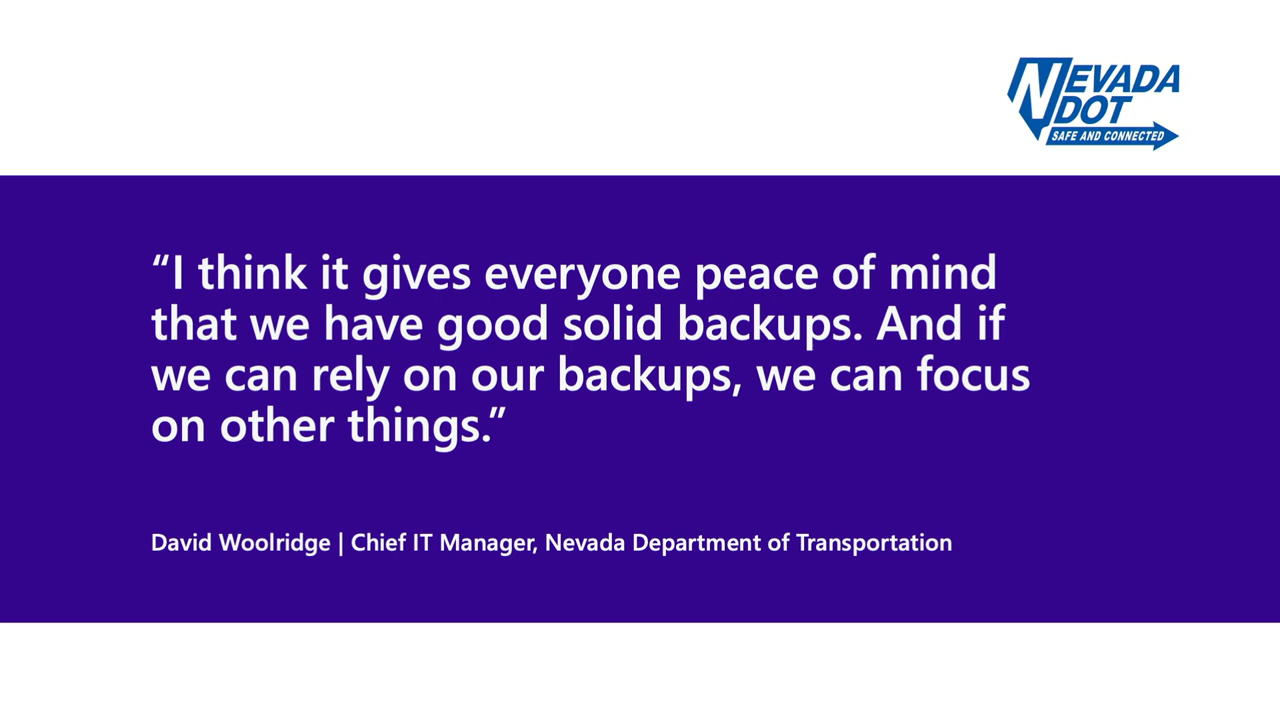 NEVADA
DOT
SAFE AND CONNECTED
“I think it gives everyone peace of mind
that we have good solid backups. And if
we can rely on our backups, we can focus
on other things.”
David Woolridge | Chief IT Manager, Nevada Department of Transportation